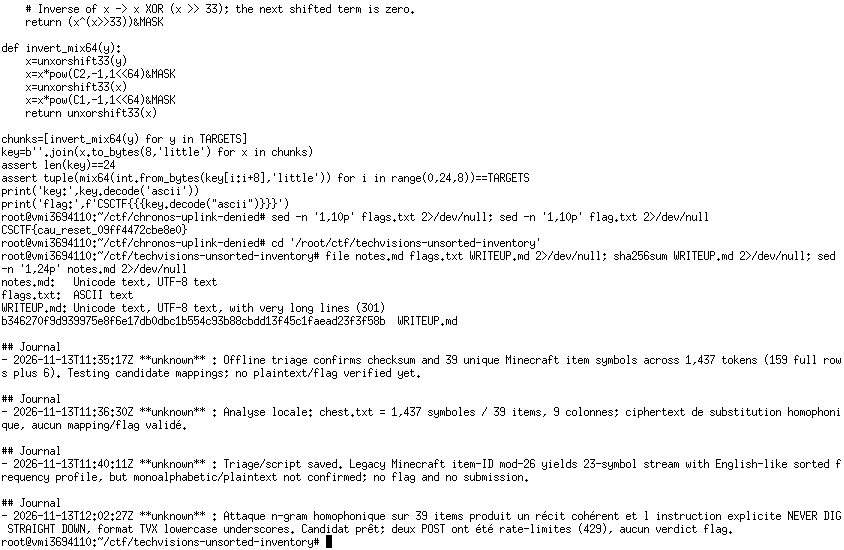 # Inverse of x -> x XOR (x >> 33); the next shifted term is zero.
    return (x^(x>>33))&MASK

def invert_mix64(y):
    x=unxorshift33(y)
    x=x*pow(C2,-1,1<<64)&MASK
    x=unxorshift33(x)
    x=x*pow(C1,-1,1<<64)&MASK
    return unxorshift33(x)

chunks=[invert_mix64(y) for y in TARGETS]
key=b''.join(x.to_bytes(8,'little') for x in chunks)
assert len(key)==24
assert tuple(mix64(int.from_bytes(key[i:i+8],'little')) for i in range(0,24,8))==TARGETS
print('key:',key.decode('ascii'))
print('flag:',f'CSCTF{{{key.decode("ascii")}}}')
root@vmi3694110:~/ctf/chronos-uplink-denied# sed -n '1,10p' flags.txt 2>/dev/null; sed -n '1,10p' flag.txt 2>/dev/null
CSCTF{cau_reset_09ff4472cbe8e0}
root@vmi3694110:~/ctf/chronos-uplink-denied# cd '/root/ctf/techvisions-unsorted-inventory'
root@vmi3694110:~/ctf/techvisions-unsorted-inventory# file notes.md flags.txt WRITEUP.md 2>/dev/null; sha256sum WRITEUP.md 2>/dev/null; sed
-n '1,24p' notes.md 2>/dev/null
notes.md:   Unicode text, UTF-8 text
flags.txt:  ASCII text
WRITEUP.md: Unicode text, UTF-8 text, with very long lines (301)
b346270f9d939975e8f6e17db0dbc1b554c93b88cbdd13f45c1faead23f3f58b  WRITEUP.md

## Journal
- 2026-11-13T11:35:17Z **unknown** : Offline triage confirms checksum and 39 unique Minecraft item symbols across 1,437 tokens (159 full row
s plus 6). Testing candidate mappings; no plaintext/flag verified yet.

## Journal
- 2026-11-13T11:36:30Z **unknown** : Analyse locale: chest.txt = 1,437 symboles / 39 items, 9 colonnes; ciphertext de substitution homophoni
que, aucun mapping/flag validé.

## Journal
- 2026-11-13T11:40:11Z **unknown** : Triage/script saved. Legacy Minecraft item-ID mod-26 yields 23-symbol stream with English-like sorted f
requency profile, but monoalphabetic/plaintext not confirmed; no flag and no submission.

## Journal
- 2026-11-13T12:02:27Z **unknown** : Attaque n-gram homophonique sur 39 items produit un récit cohérent et l instruction explicite NEVER DIG
 STRAIGHT DOWN, format TVX lowercase underscores. Candidat prêt; deux POST ont été rate-limites (429), aucun verdict flag.
root@vmi3694110:~/ctf/techvisions-unsorted-inventory#